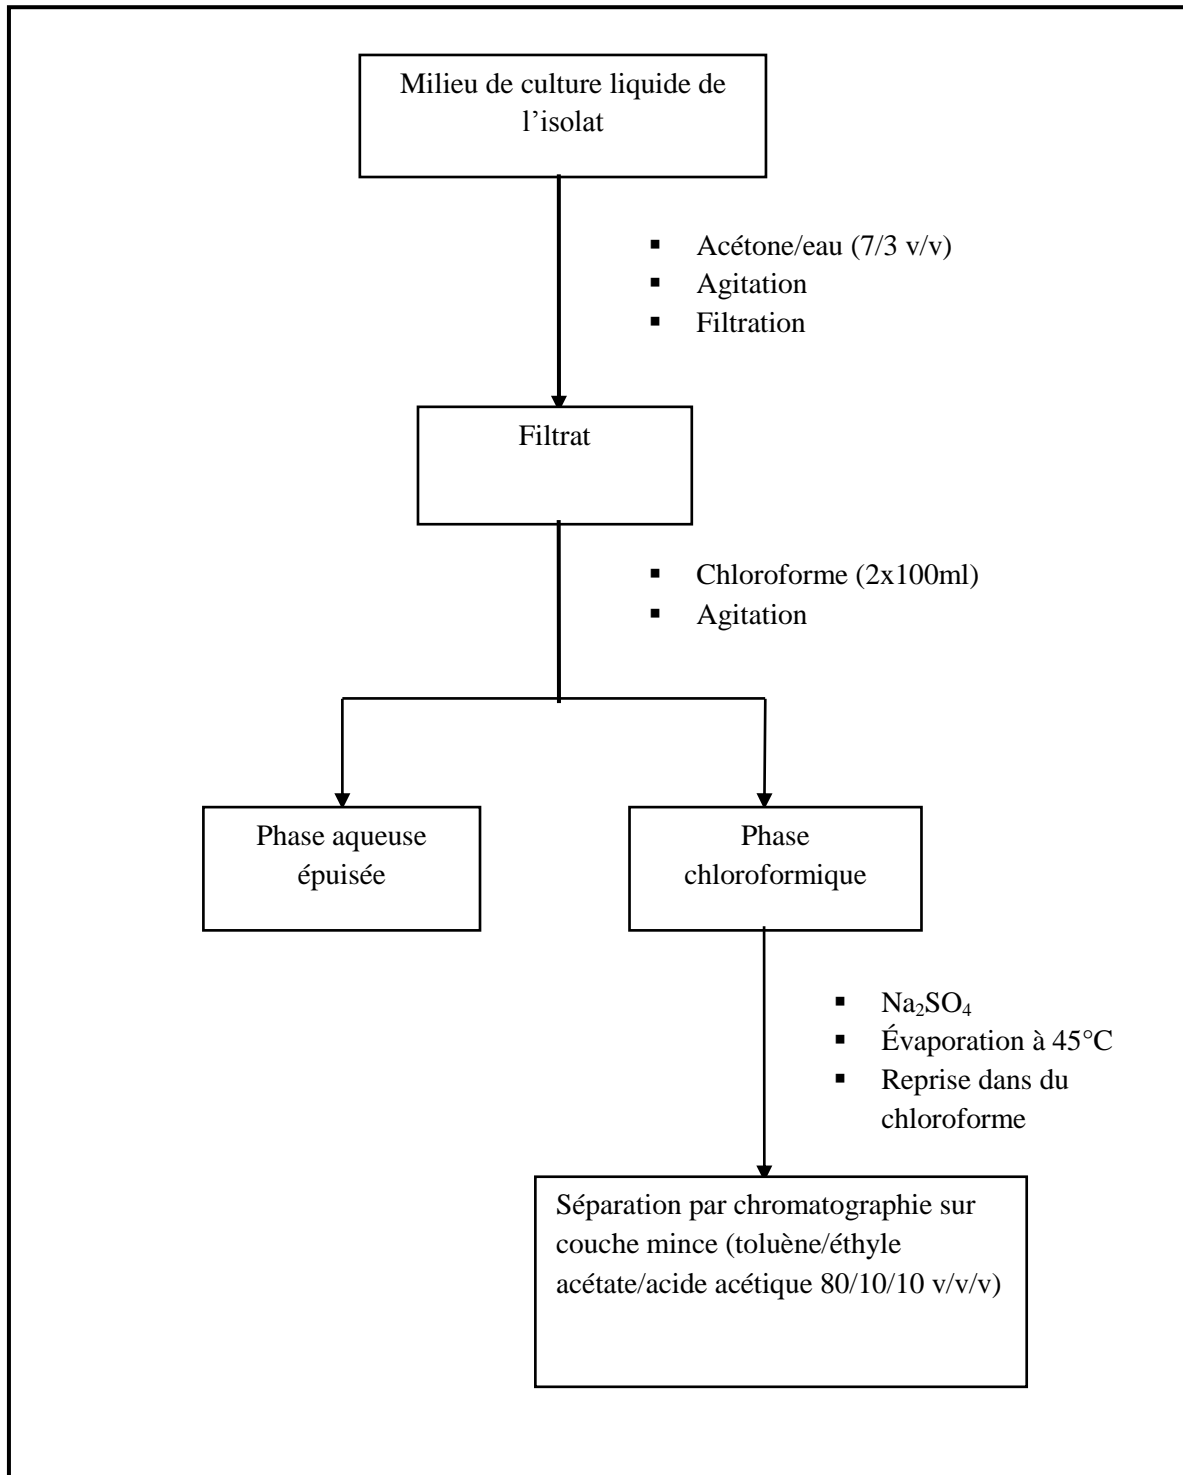 Milieu de culture liquide de
l’isolat
▪ Acétone/eau (7/3 v/v)
▪ Agitation
▪ Filtration
Filtrat
▪ Chloroforme (2x100ml)
▪ Agitation
Phase aqueuse
épuisée
Phase
chloroformique
▪ Na₂SO₄
▪ Évaporation à 45°C
▪ Reprise dans du
chloroforme
Séparation par chromatographie sur
couche mince (toluène/éthyle
acétate/acide acétique 80/10/10 v/v/v)